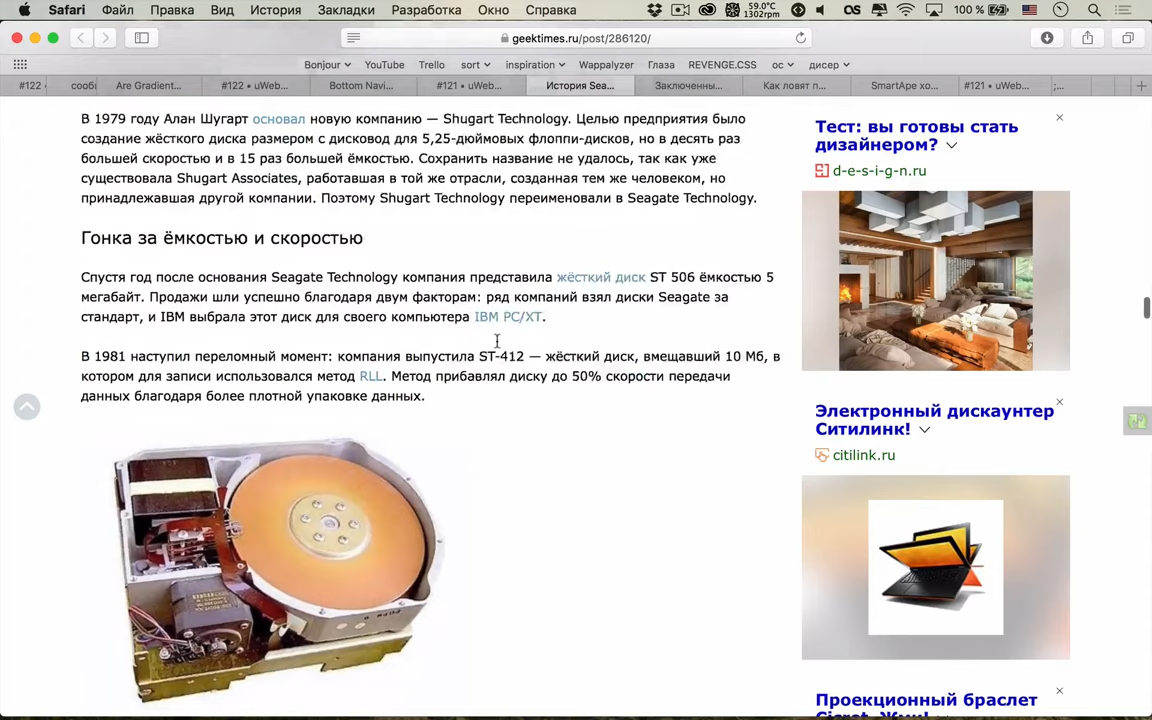 Safari Файл Правка Вид История Закладки Разработка Окно Справка 59.0°C 1302rpm 100 %
geektimes.ru/post/286120/
Bonjour YouTube Trello sort inspiration Wappalyzer Глаза REVENGE.CSS ос дисер
#122 сооб Are Gradient... #122 • uWeb... Bottom Navi... #121 • uWeb... История Sea... Заключенны... Как ловят п... SmartApe хо... #121 • uWeb...
В 1979 году Алан Шугарт основал новую компанию — Shugart Technology. Целью предприятия было
создание жёсткого диска размером с дисковод для 5,25-дюймовых флоппи-дисков, но в десять раз
большей скоростью и в 15 раз большей ёмкостью. Сохранить название не удалось, так как уже
существовала Shugart Associates, работавшая в той же отрасли, созданная тем же человеком, но
принадлежавшая другой компании. Поэтому Shugart Technology переименовали в Seagate Technology.
Гонка за ёмкостью и скоростью
Спустя год после основания Seagate Technology компания представила жёсткий диск ST 506 ёмкостью 5
мегабайт. Продажи шли успешно благодаря двум факторам: ряд компаний взял диски Seagate за
стандарт, и IBM выбрала этот диск для своего компьютера IBM PC/XT.
В 1981 наступил переломный момент: компания выпустила ST-412 — жёсткий диск, вмещавший 10 Мб, в
котором для записи использовался метод RLL. Метод прибавлял диску до 50% скорости передачи
данных благодаря более плотной упаковке данных.
Тест: вы готовы стать
дизайнером?
d-e-s-i-g-n.ru
Электронный дискаунтер
Ситилинк!
citilink.ru
Проекционный браслет